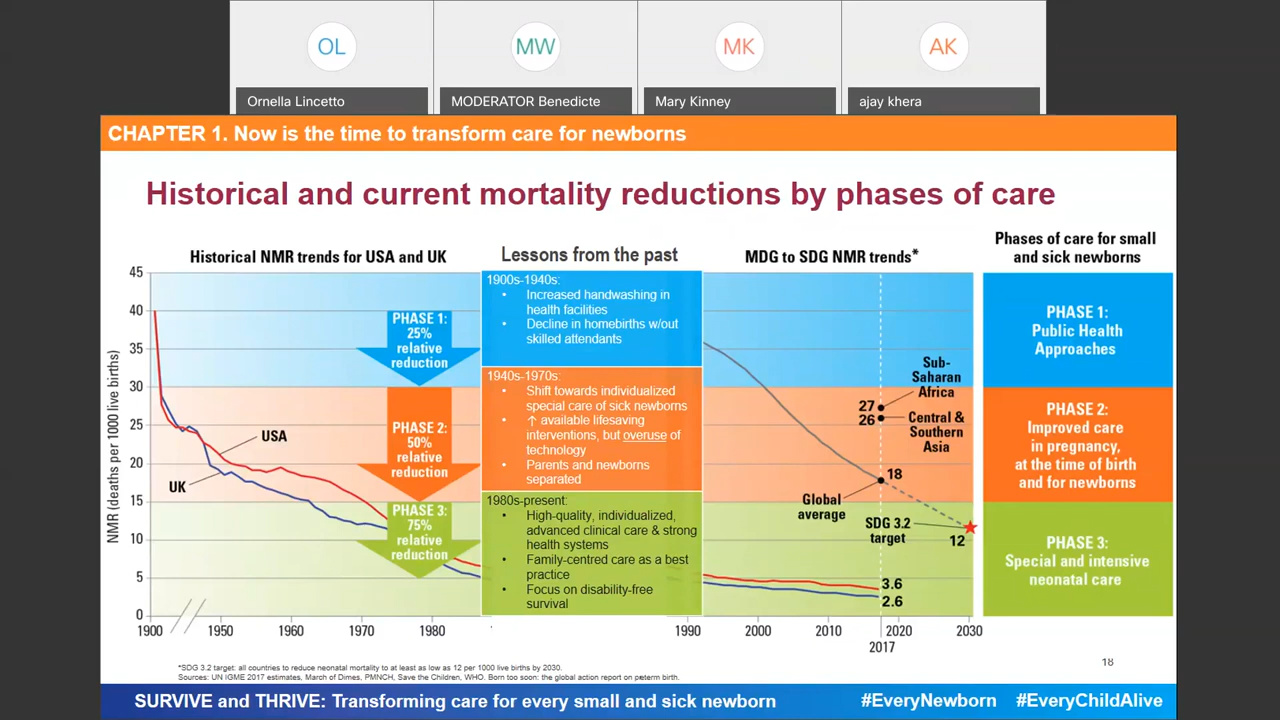 OL
MW
MK
AK
Ornella Lincetto
MODERATOR Benedicte
Mary Kinney
ajay khera
CHAPTER 1. Now is the time to transform care for newborns
Historical and current mortality reductions by phases of care
Historical NMR trends for USA and UK
NMR (deaths per 1000 live births)
45
40
35
30
25
20
15
10
5
0
1900
1950
1960
1970
1980
USA
UK
PHASE 1:
25%
relative
reduction
PHASE 2:
50%
relative
reduction
PHASE 3:
75%
relative
reduction
Lessons from the past
1900s-1940s:
• Increased handwashing in
health facilities
• Decline in homebirths w/out
skilled attendants
1940s-1970s:
• Shift towards individualized
special care of sick newborns
• ↑ available lifesaving
interventions, but overuse of
technology
• Parents and newborns
separated
1980s-present:
• High-quality, individualized,
advanced clinical care & strong
health systems
• Family-centred care as a best
practice
• Focus on disability-free
survival
MDG to SDG NMR trends*
Sub-
Saharan
Africa
27
26
Central &
Southern
Asia
18
Global
average
SDG 3.2
target
12
3.6
2.6
1990
2000
2010
2020
2030
2017
Phases of care for small
and sick newborns
PHASE 1:
Public Health
Approaches
PHASE 2:
Improved care
in pregnancy,
at the time of birth
and for newborns
PHASE 3:
Special and intensive
neonatal care
*SDG 3.2 target: all countries to reduce neonatal mortality to at least as low as 12 per 1000 live births by 2030.
Sources: UN IGME 2017 estimates, March of Dimes, PMNCH, Save the Children, WHO. Born too soon: the global action report on preterm birth.
18
SURVIVE and THRIVE: Transforming care for every small and sick newborn
#EveryNewborn #EveryChildAlive